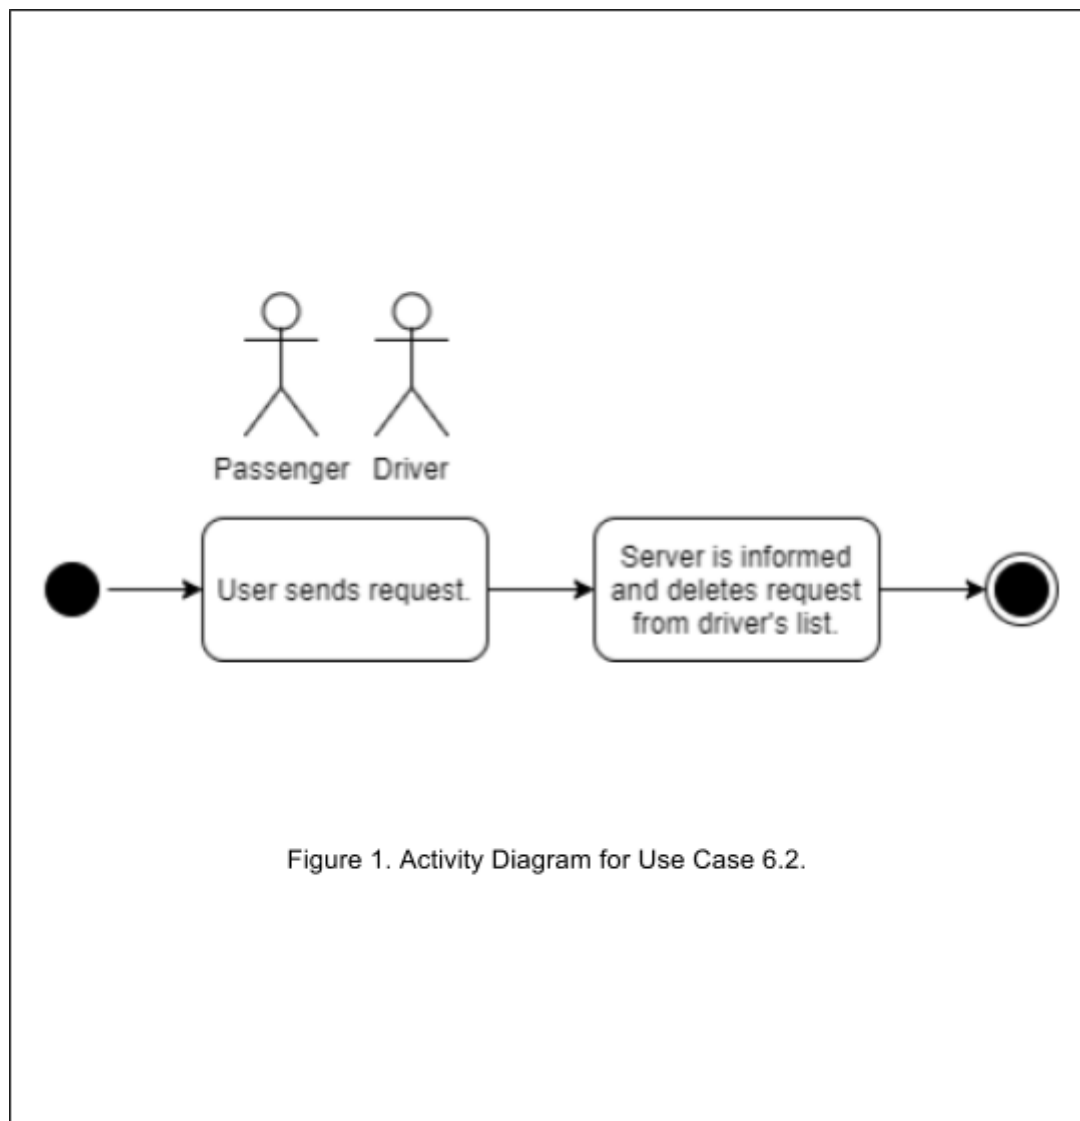 Passenger Driver
User sends request.
Server is informed
and deletes request
from driver's list.
Figure 1. Activity Diagram for Use Case 6.2.